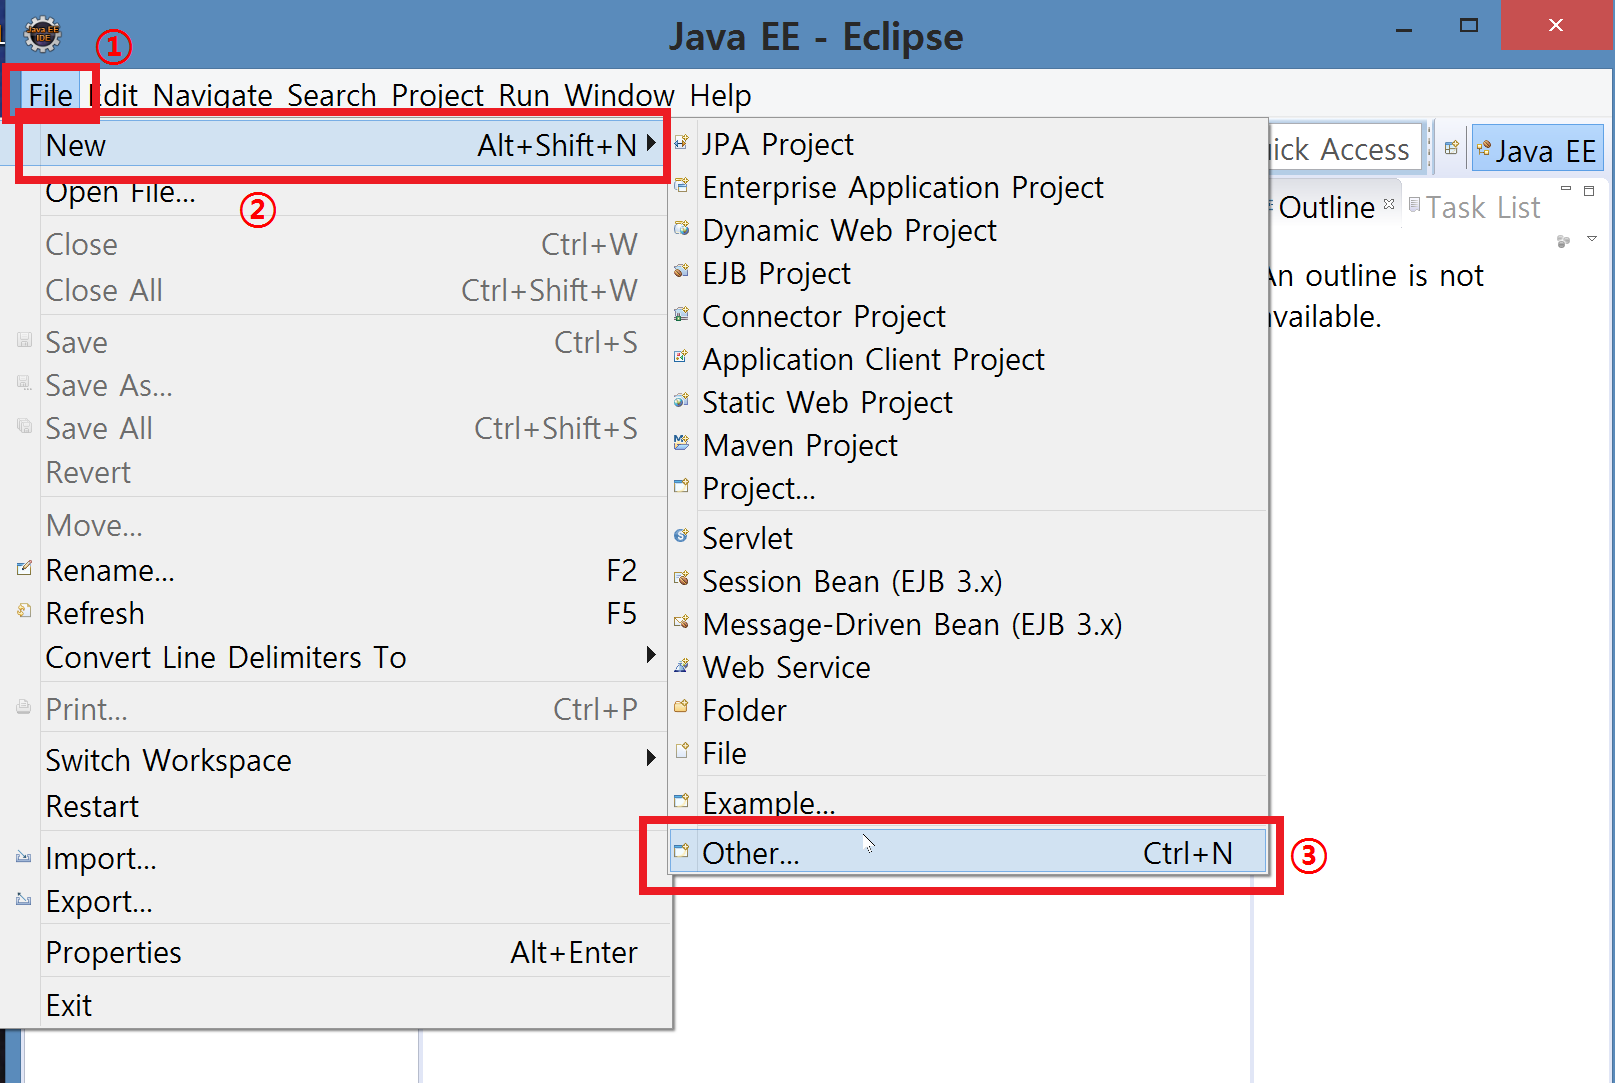 Java EE IDE
Java EE - Eclipse
①
File Edit Navigate Search Project Run Window Help
New Alt+Shift+N
Open File...
②
Close Ctrl+W
Close All Ctrl+Shift+W
Save Ctrl+S
Save As...
Save All Ctrl+Shift+S
Revert
Move...
Rename... F2
Refresh F5
Convert Line Delimiters To
Print... Ctrl+P
Switch Workspace
Restart
Import...
Export...
Properties Alt+Enter
Exit
JPA Project
Enterprise Application Project
Dynamic Web Project
EJB Project
Connector Project
Application Client Project
Static Web Project
Maven Project
Project...
Servlet
Session Bean (EJB 3.x)
Message-Driven Bean (EJB 3.x)
Web Service
Folder
File
Example...
Other... Ctrl+N
③
uick Access
Java EE
Outline Task List
An outline is not
available.